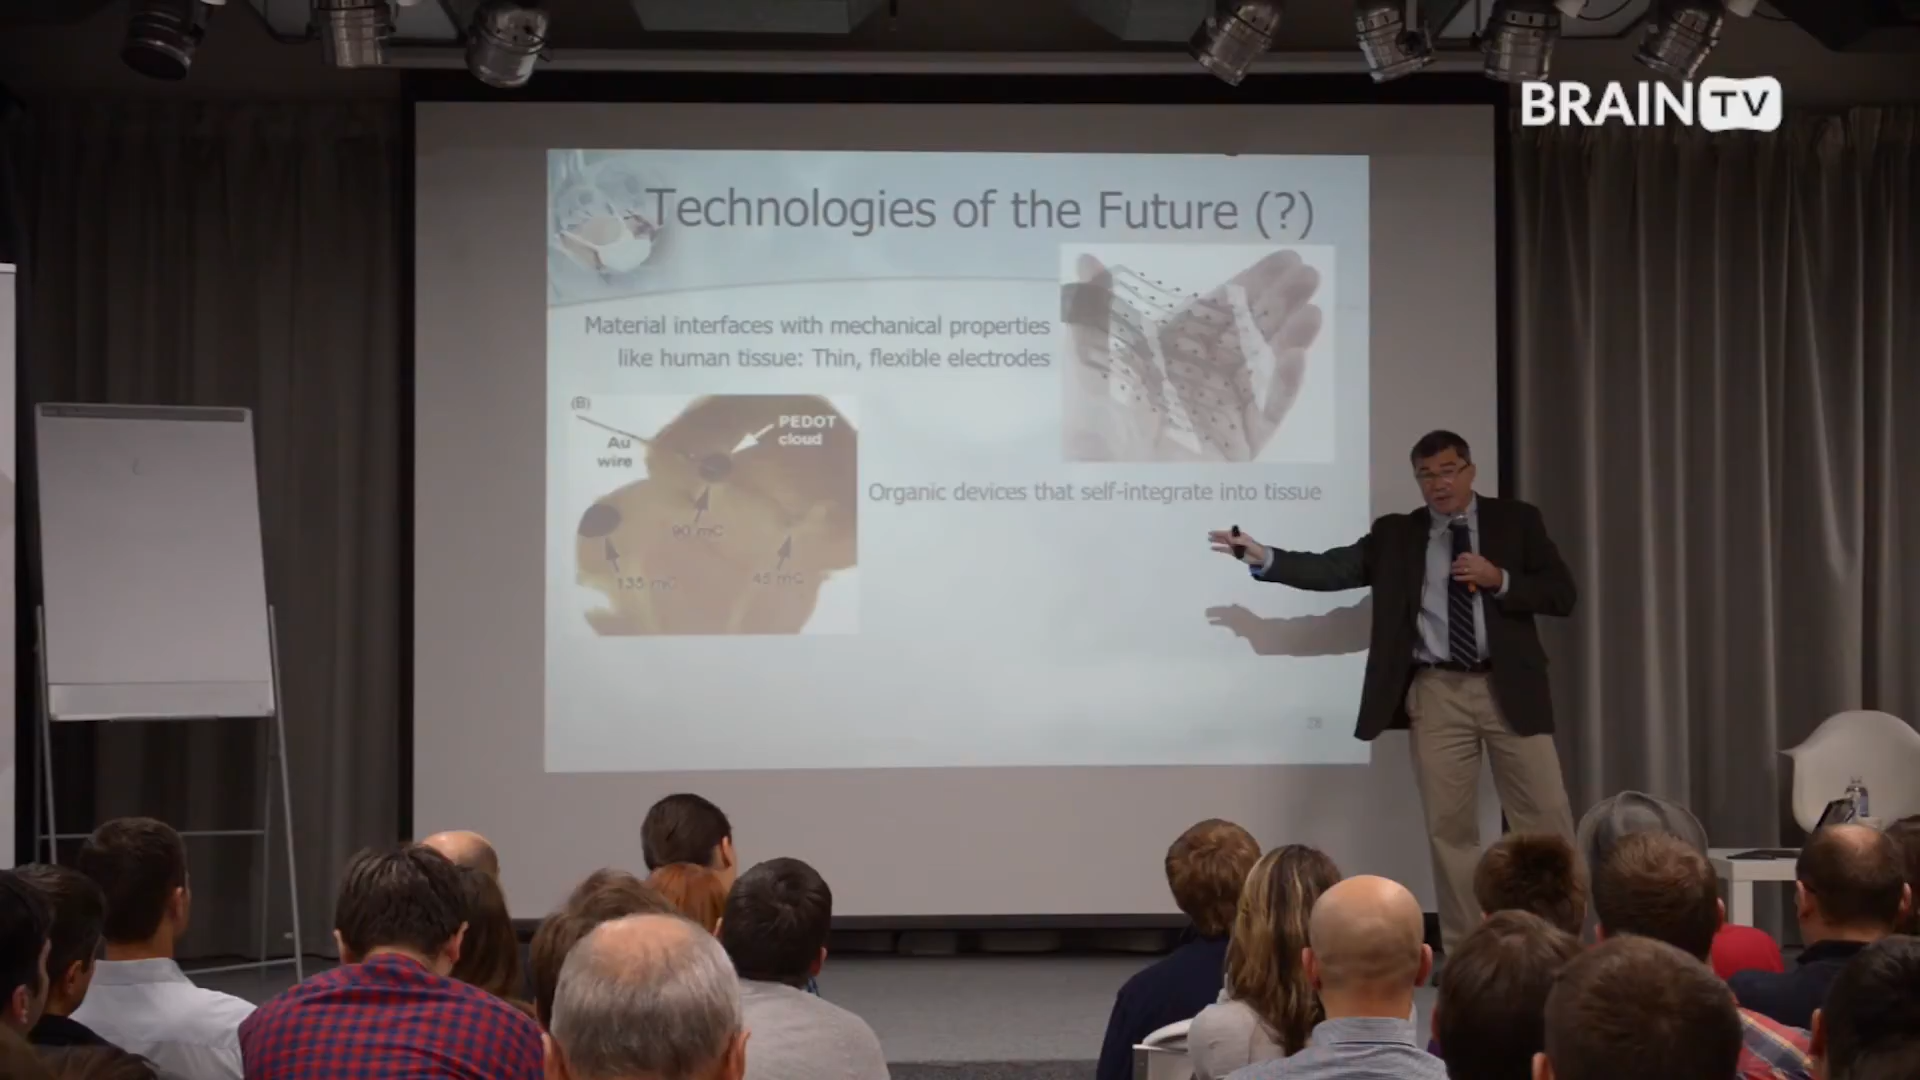 BRAIN TV
Technologies of the Future (?)
Material interfaces with mechanical properties
like human tissue: Thin, flexible electrodes
(B)
PEDOT
cloud
Au
wire
Organic devices that self-integrate into tissue
90 mC
135 mC
45 mC
28